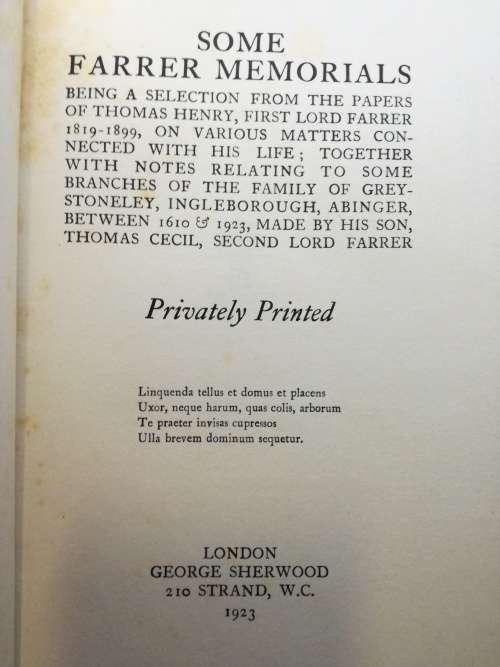 SOME
FARRER MEMORIALS
BEING A SELECTION FROM THE PAPERS
OF THOMAS HENRY, FIRST LORD FARRER
1819-1899, ON VARIOUS MATTERS CON-
NECTED WITH HIS LIFE; TOGETHER
WITH NOTES RELATING TO SOME
BRANCHES OF THE FAMILY OF GREY-
STONELEY, INGLEBOROUGH, ABINGER,
BETWEEN 1610 & 1923, MADE BY HIS SON,
THOMAS CECIL, SECOND LORD FARRER
Privately Printed
Linquenda tellus et domus et placens
Uxor, neque harum, quas colis, arborum
Te praeter invisas cupressos
Ulla brevem dominum sequetur.
LONDON
GEORGE SHERWOOD
210 STRAND, W.C.
1923